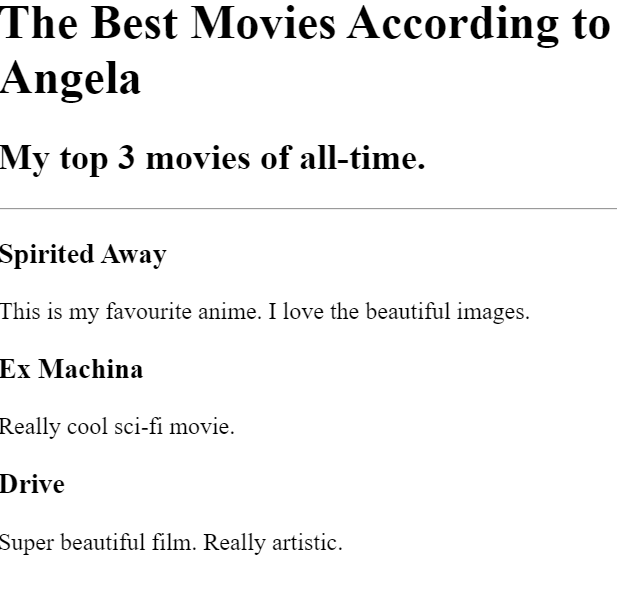 The Best Movies According to
Angela
My top 3 movies of all-time.
Spirited Away
This is my favourite anime. I love the beautiful images.
Ex Machina
Really cool sci-fi movie.
Drive
Super beautiful film. Really artistic.